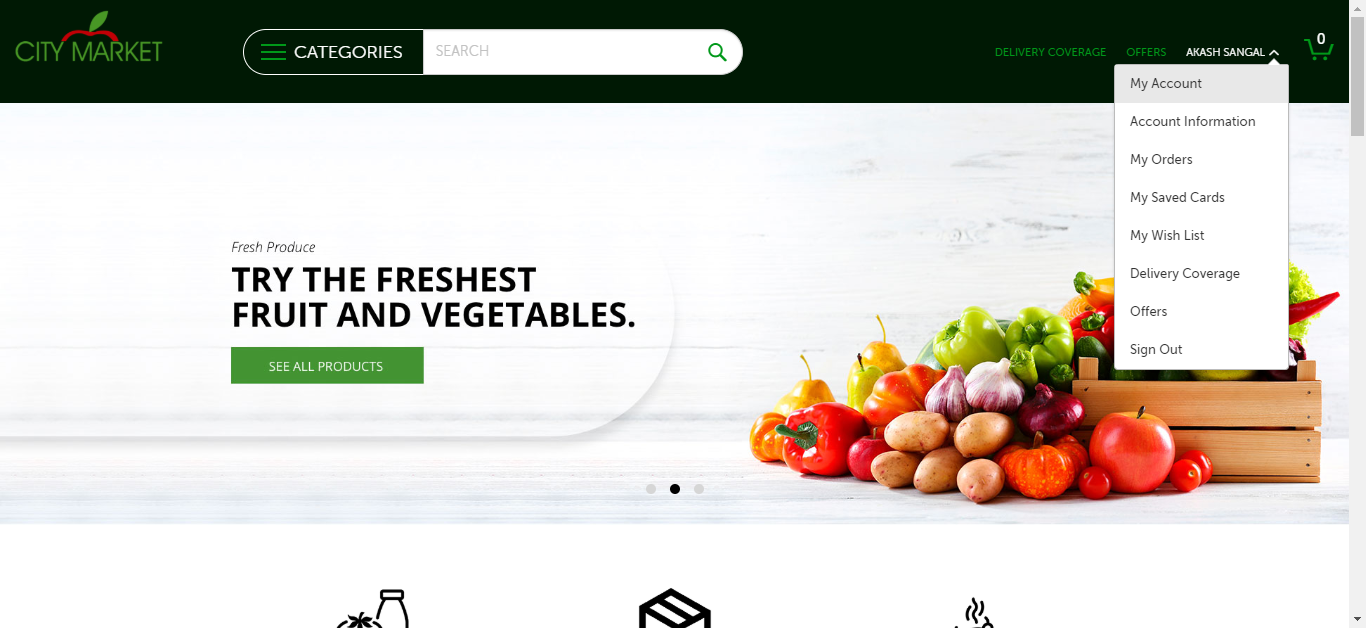 CITY MARKET
CATEGORIES
SEARCH
DELIVERY COVERAGE
OFFERS
AKASH SANGAL
0
My Account
Account Information
My Orders
My Saved Cards
My Wish List
Delivery Coverage
Offers
Sign Out
Fresh Produce
TRY THE FRESHEST
FRUIT AND VEGETABLES.
SEE ALL PRODUCTS